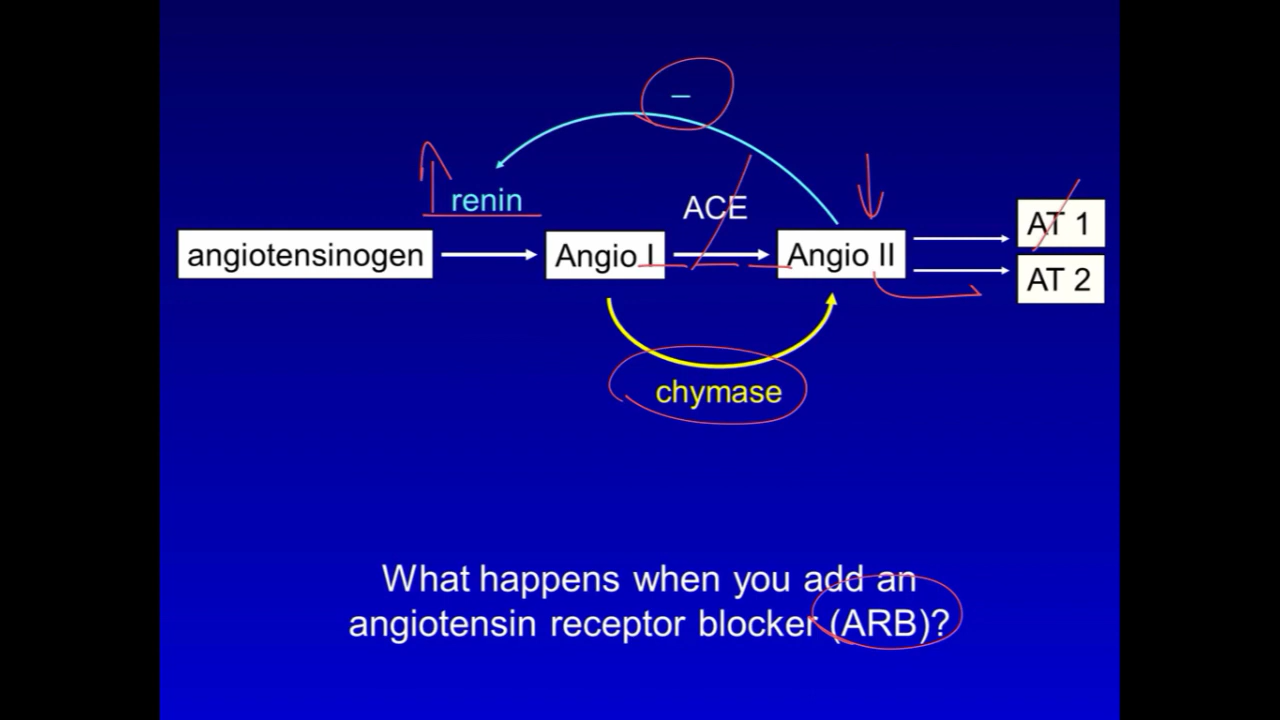 –
renin
ACE
angiotensinogen
Angio I
Angio II
AT 1
AT 2
chymase
What happens when you add an
angiotensin receptor blocker (ARB)?